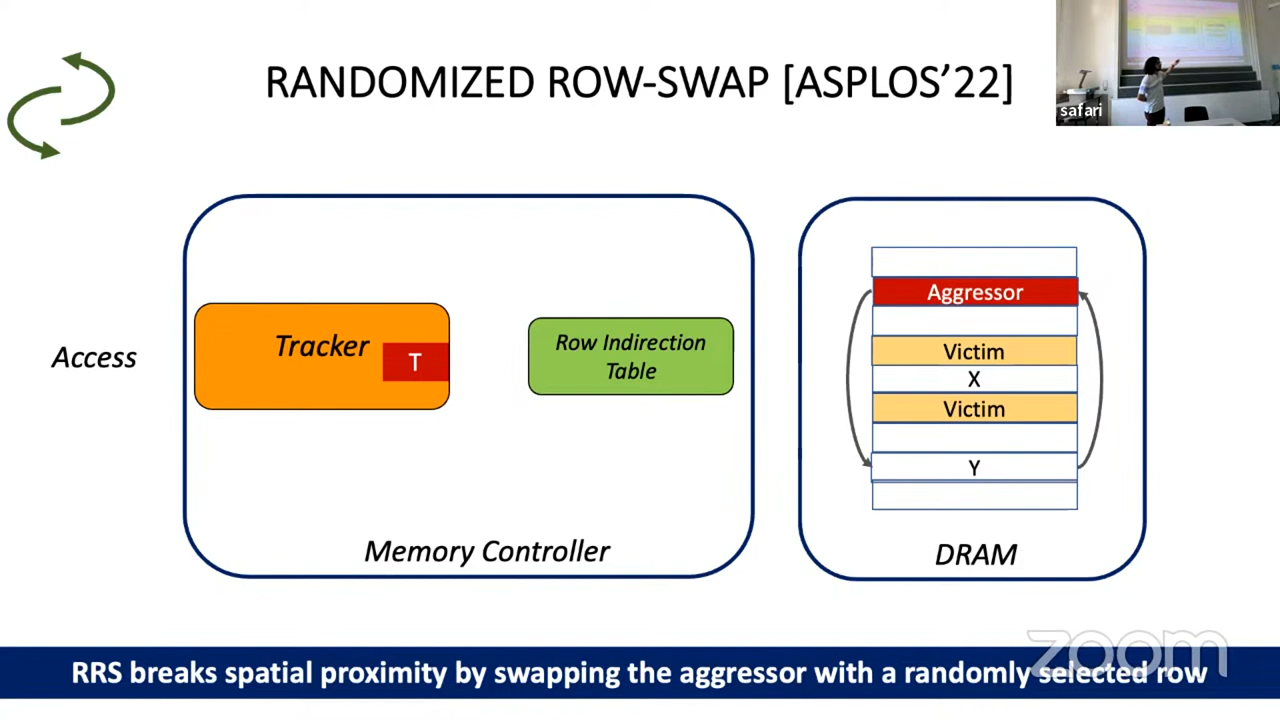 RANDOMIZED ROW-SWAP [ASPLOS’22]
safari
Access
Tracker
T
Row Indirection
Table
Memory Controller
Aggressor
Victim
X
Victim
Y
DRAM
zoom
RRS breaks spatial proximity by swapping the aggressor with a randomly selected row